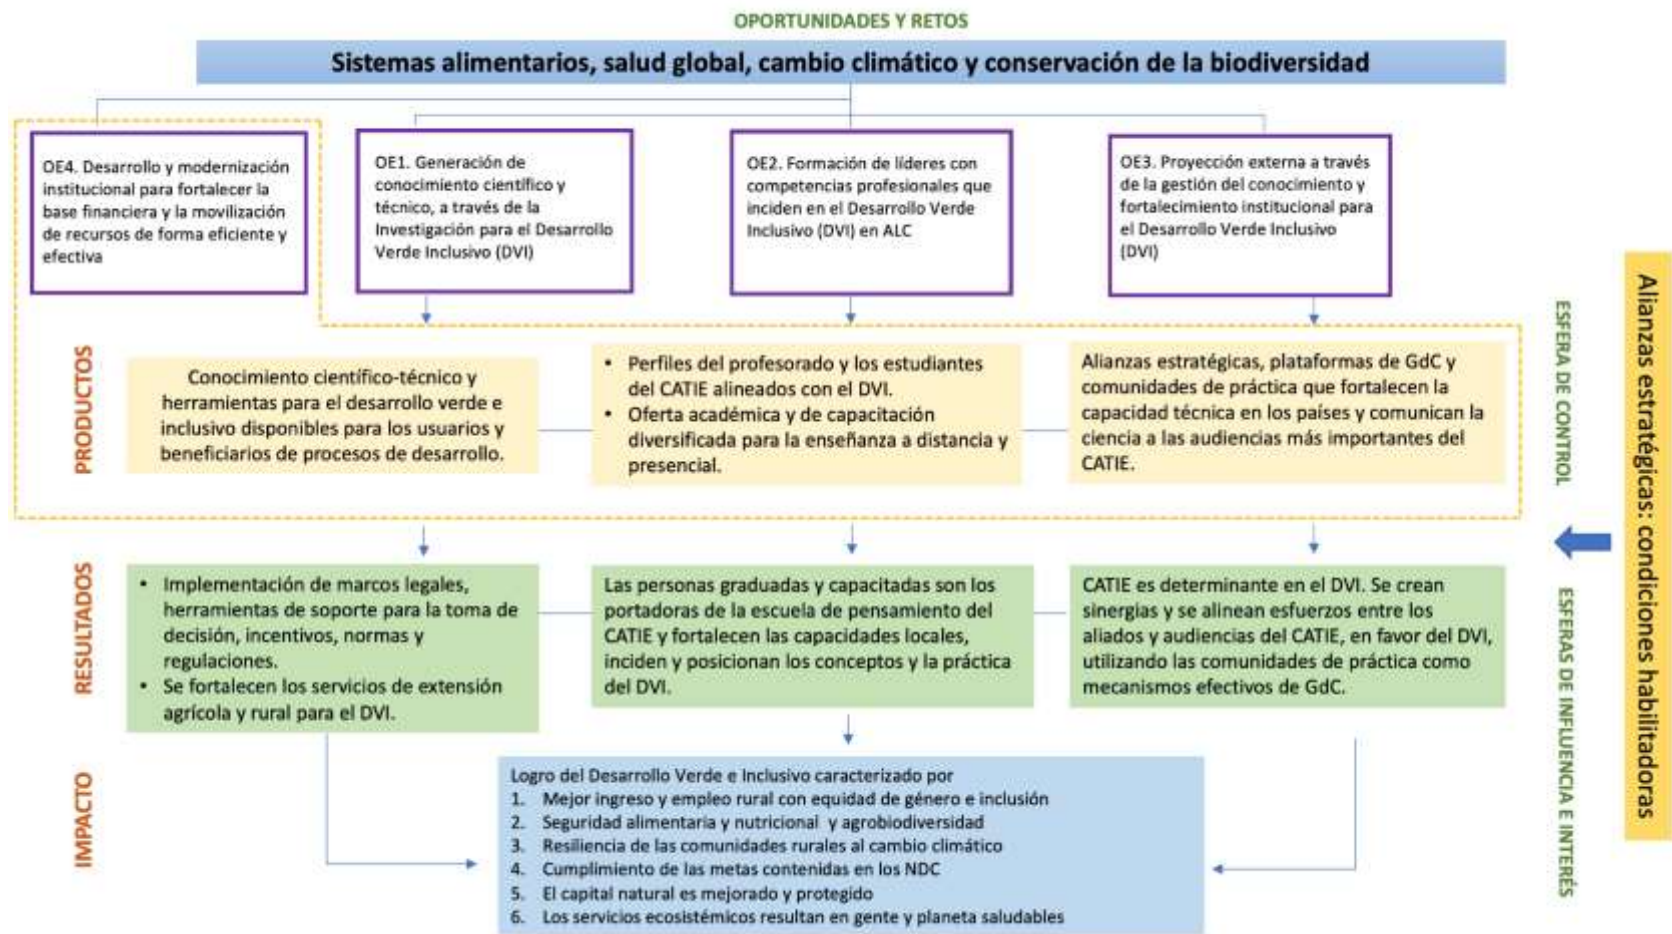 OPORTUNIDADES Y RETOS
Sistemas alimentarios, salud global, cambio climático y conservación de la biodiversidad
OE4. Desarrollo y modernización
institucional para fortalecer la
base financiera y la movilización
de recursos de forma eficiente y
efectiva
OE1. Generación de
conocimiento científico y
técnico, a través de la
Investigación para el Desarrollo
Verde Inclusivo (DVI)
OE2. Formación de líderes con
competencias profesionales que
inciden en el Desarrollo Verde
Inclusivo (DVI) en ALC
OE3. Proyección externa a través
de la gestión del conocimiento y
fortalecimiento institucional para
el Desarrollo Verde Inclusivo
(DVI)
PRODUCTOS
Conocimiento científico-técnico y
herramientas para el desarrollo verde e
inclusivo disponibles para los usuarios y
beneficiarios de procesos de desarrollo.
• Perfiles del profesorado y los estudiantes
del CATIE alineados con el DVI.
• Oferta académica y de capacitación
diversificada para la enseñanza a distancia y
presencial.
Alianzas estratégicas, plataformas de GdC y
comunidades de práctica que fortalecen la
capacidad técnica en los países y comunican la
ciencia a las audiencias más importantes del
CATIE.
ESFERA DE CONTROL
RESULTADOS
• Implementación de marcos legales,
herramientas de soporte para la toma de
decisión, incentivos, normas y
regulaciones.
• Se fortalecen los servicios de extensión
agrícola y rural para el DVI.
Las personas graduadas y capacitadas son los
portadoras de la escuela de pensamiento del
CATIE y fortalecen las capacidades locales,
inciden y posicionan los conceptos y la práctica
del DVI.
CATIE es determinante en el DVI. Se crean
sinergias y se alinean esfuerzos entre los
aliados y audiencias del CATIE, en favor del DVI,
utilizando las comunidades de práctica como
mecanismos efectivos de GdC.
ESFERAS DE INFLUENCIA E INTERÉS
IMPACTO
Logro del Desarrollo Verde e Inclusivo caracterizado por
1. Mejor ingreso y empleo rural con equidad de género e inclusión
2. Seguridad alimentaria y nutricional y agrobiodiversidad
3. Resiliencia de las comunidades rurales al cambio climático
4. Cumplimiento de las metas contenidas en los NDC
5. El capital natural es mejorado y protegido
6. Los servicios ecosistémicos resultan en gente y planeta saludables
Alianzas estratégicas: condiciones habilitadoras